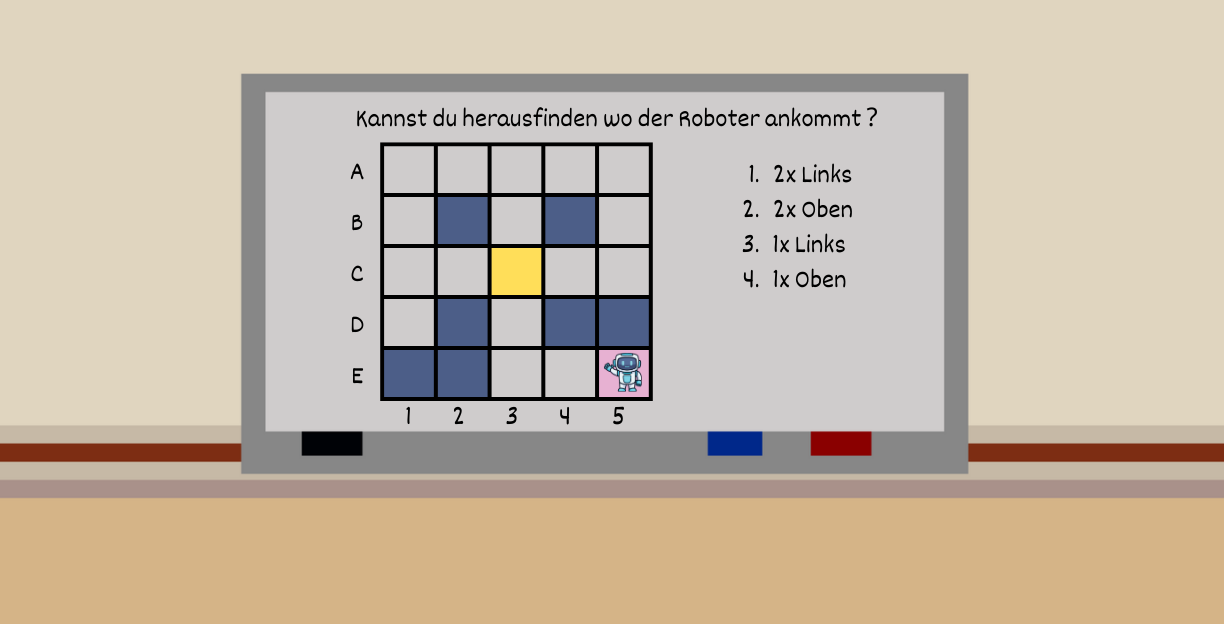 Kannst du herausfinden wo der Roboter ankommt ?
A
B
C
D
E
1 2 3 4 5
1. 2x Links
2. 2x Oben
3. 1x Links
4. 1x Oben